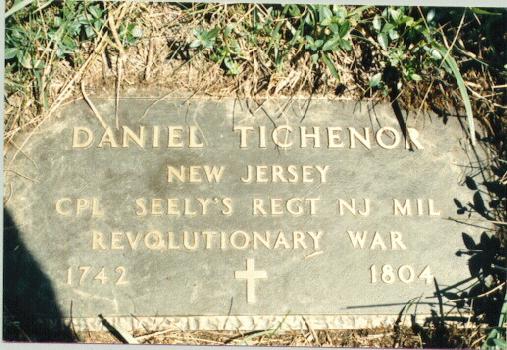 DANIEL TICHENOR
NEW JERSEY
CPL SEELY'S REGT NJ MIL
REVOLUTIONARY WAR
1742 1804